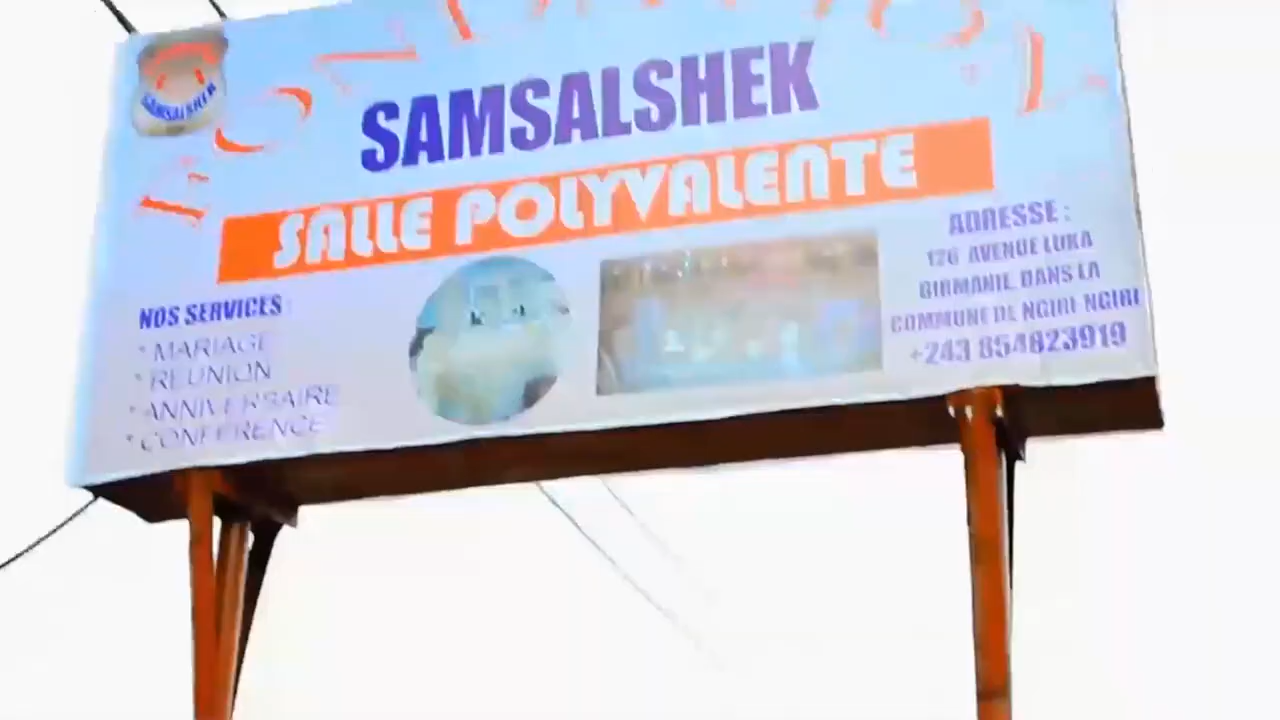 SAMSALSHEK
SAMSALSHEK
SALLE POLYVALENTE
NOS SERVICES :
* MARIAGE
* REUNION
* ANNIVERSAIRE
* CONFERENCE
ADRESSE :
126 AVENUE LUKA
BIRMANIE, DANS LA
COMMUNE DE NGIRI-NGIRI
+243 854823919